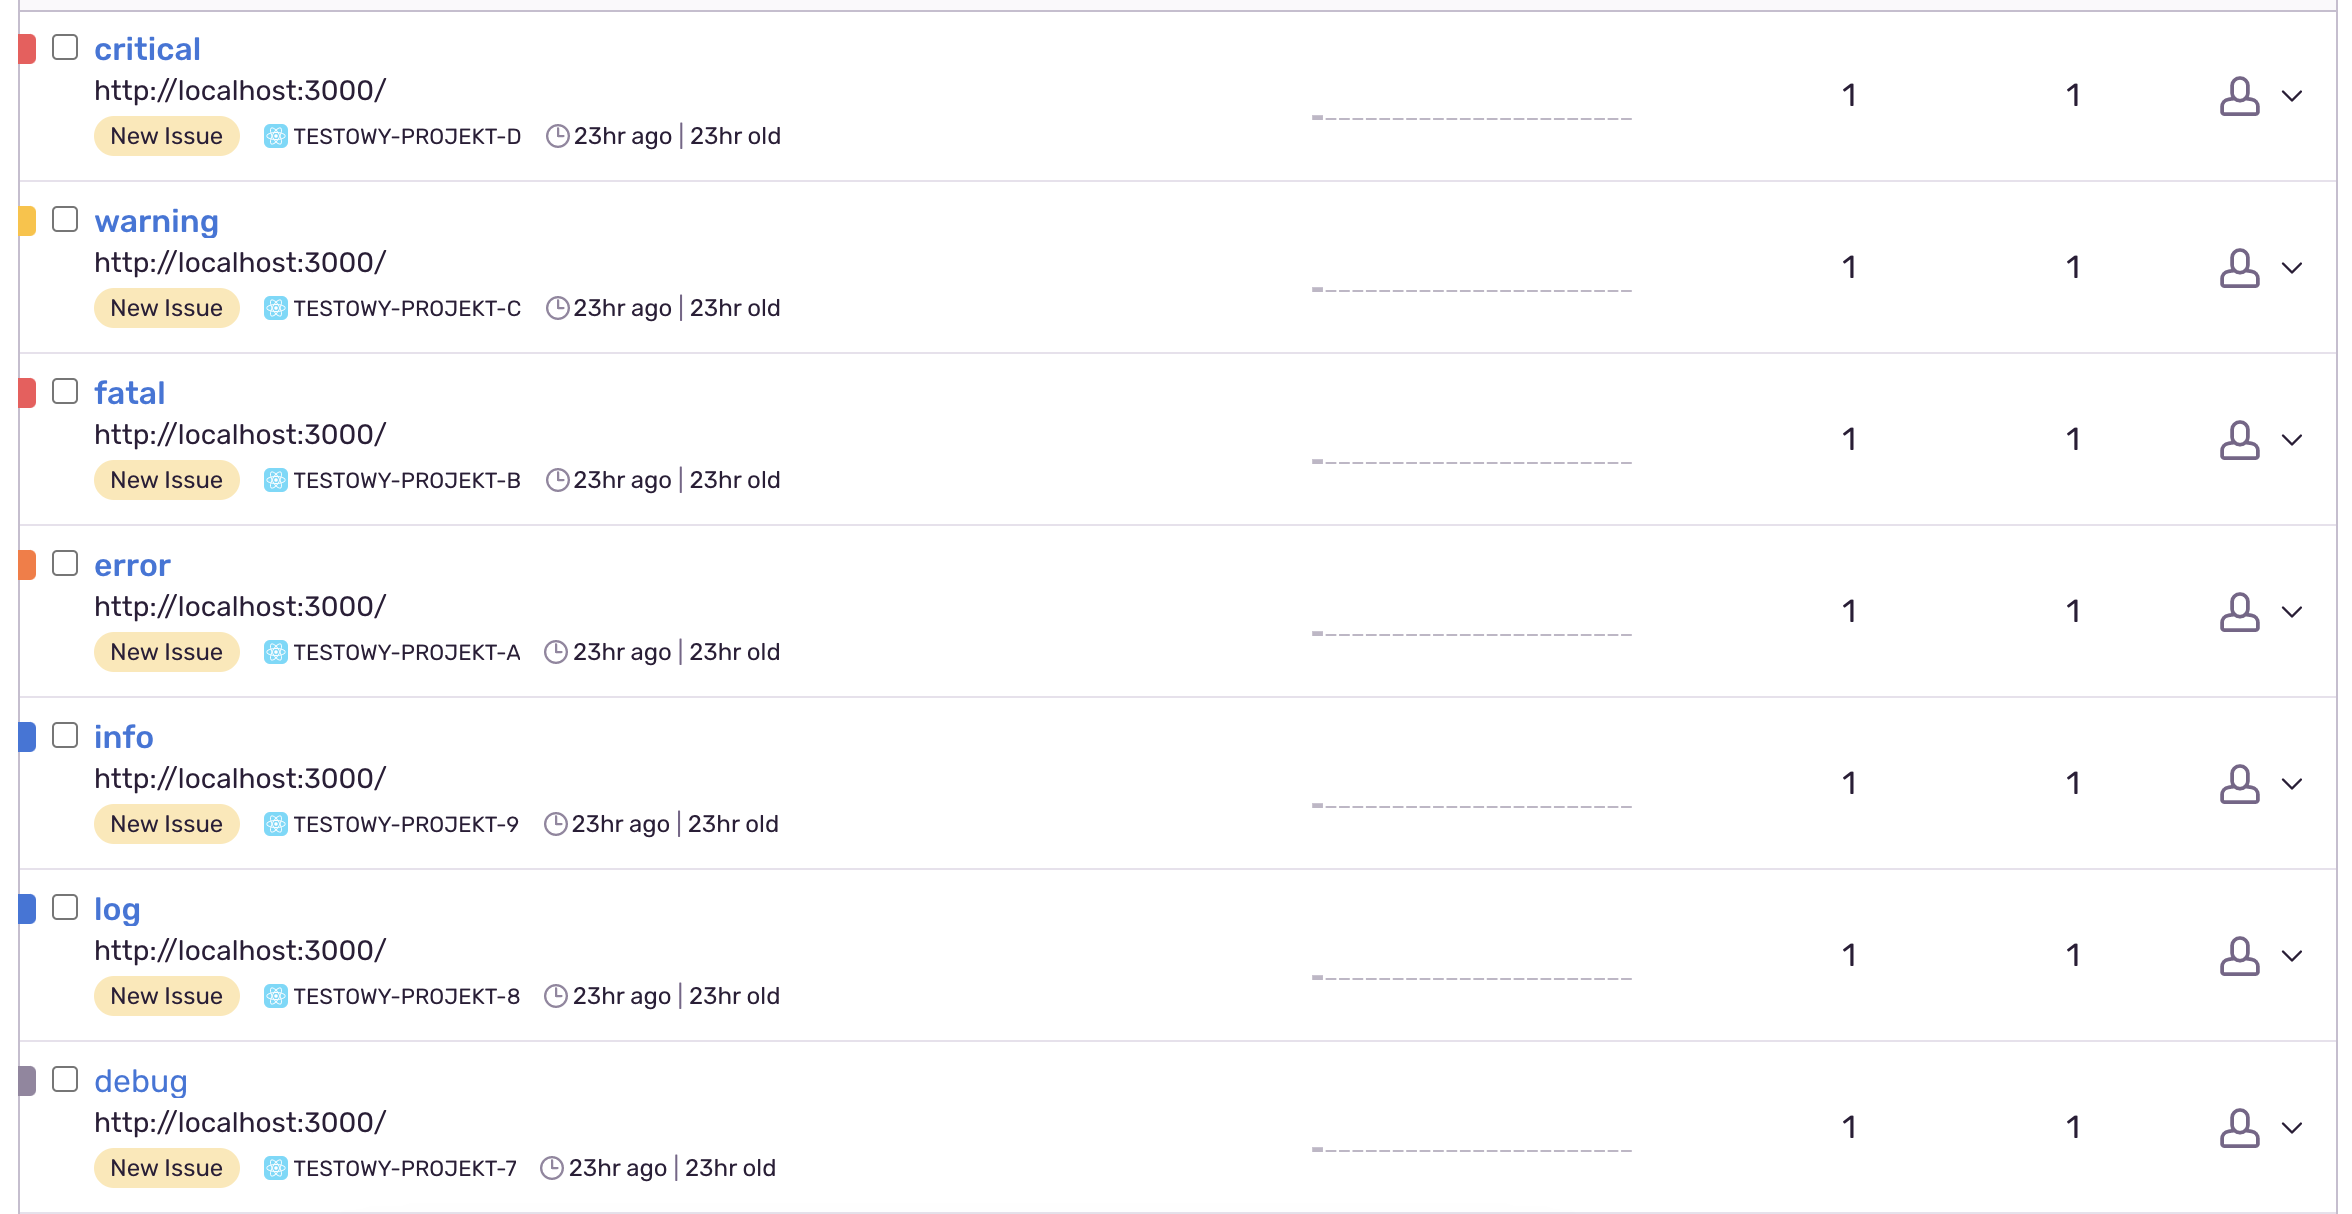 critical
http://localhost:3000/
1 1
New Issue TESTOWY-PROJEKT-D 23hr ago | 23hr old
warning
http://localhost:3000/
1 1
New Issue TESTOWY-PROJEKT-C 23hr ago | 23hr old
fatal
http://localhost:3000/
1 1
New Issue TESTOWY-PROJEKT-B 23hr ago | 23hr old
error
http://localhost:3000/
1 1
New Issue TESTOWY-PROJEKT-A 23hr ago | 23hr old
info
http://localhost:3000/
1 1
New Issue TESTOWY-PROJEKT-9 23hr ago | 23hr old
log
http://localhost:3000/
1 1
New Issue TESTOWY-PROJEKT-8 23hr ago | 23hr old
debug
http://localhost:3000/
1 1
New Issue TESTOWY-PROJEKT-7 23hr ago | 23hr old